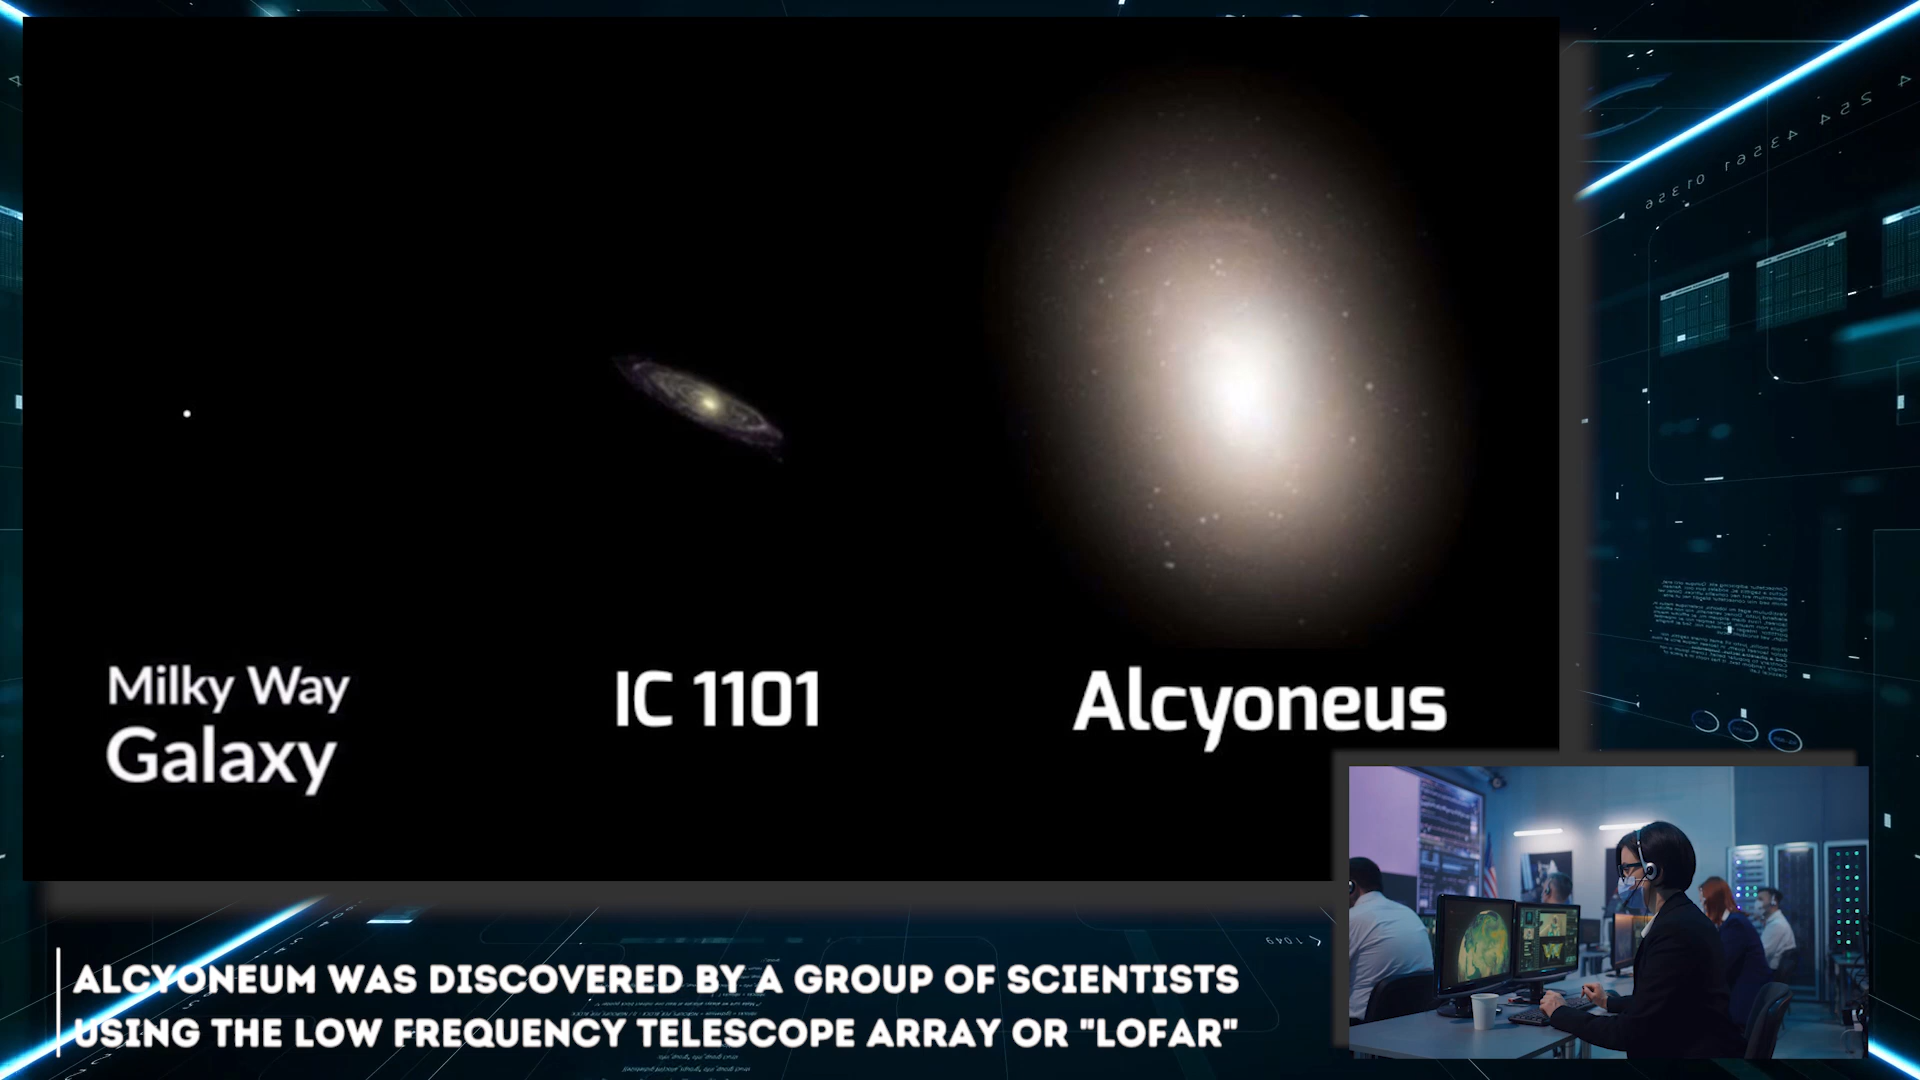 Milky Way
Galaxy
IC 1101
Alcyoneus
ALCYONEUM WAS DISCOVERED BY A GROUP OF SCIENTISTS
USING THE LOW FREQUENCY TELESCOPE ARRAY OR "LOFAR"